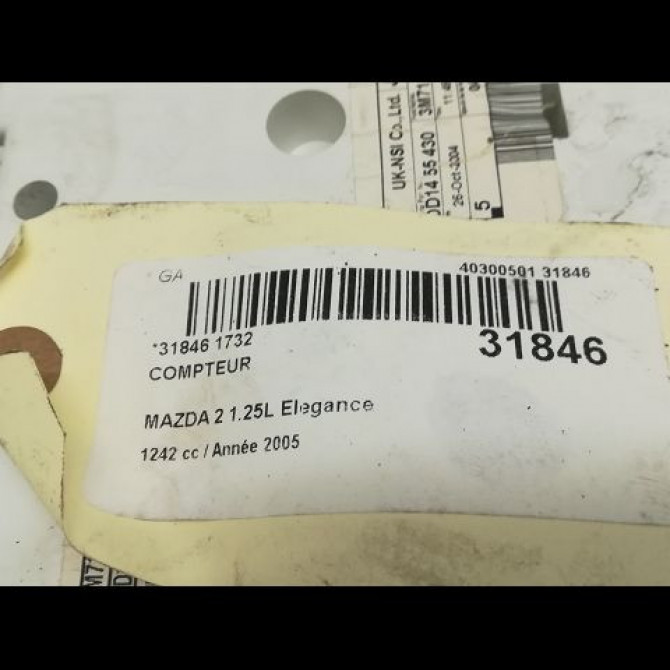 UK-NSI Co.,Ltd.
DD14 55 430
3M71
26-Oct-2004
5
GA
40300501 31846
*31846 1732
31846
COMPTEUR
MAZDA 2 1.25L Elegance
1242 cc / Année 2005